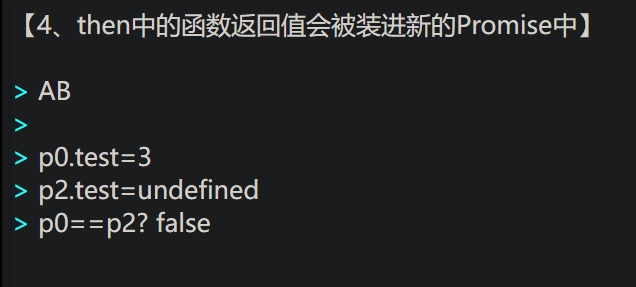 【4、then中的函数返回值会被装进新的Promise中】
> AB
>
> p0.test=3
> p2.test=undefined
> p0==p2? false